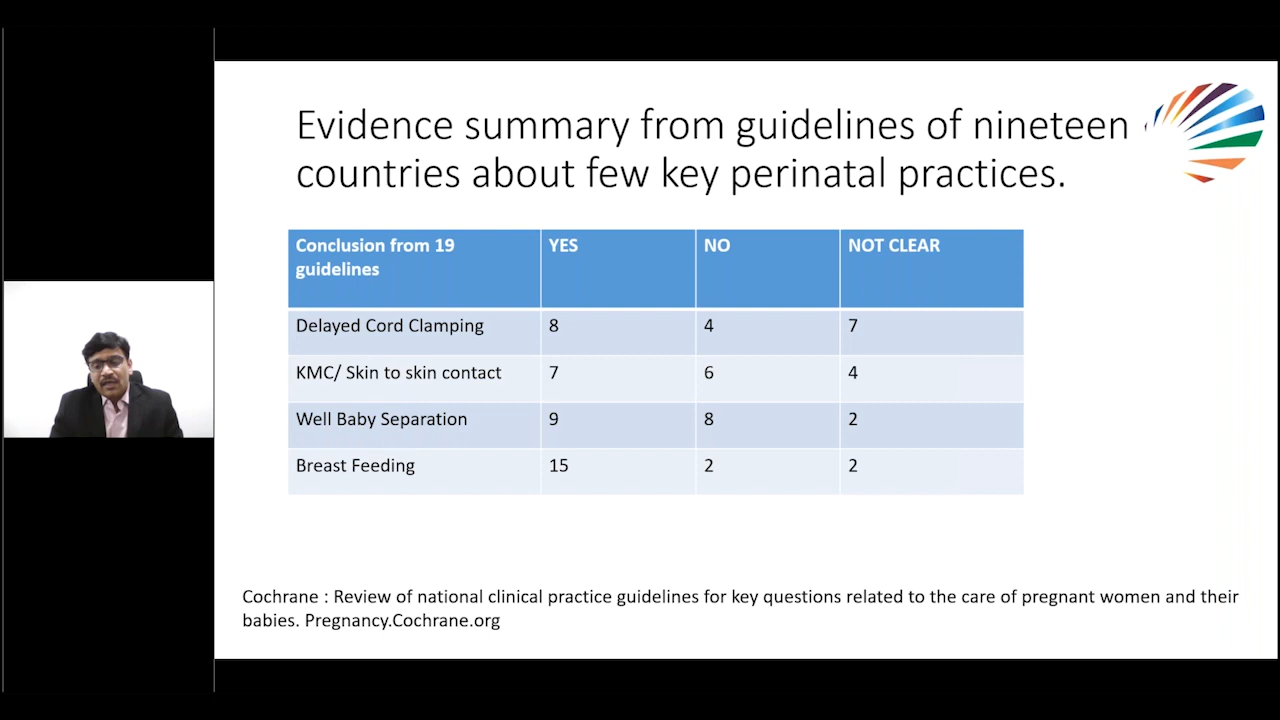 Evidence summary from guidelines of nineteen
countries about few key perinatal practices.
Conclusion from 19 guidelines YES NO NOT CLEAR
Delayed Cord Clamping 8 4 7
KMC/ Skin to skin contact 7 6 4
Well Baby Separation 9 8 2
Breast Feeding 15 2 2
Cochrane : Review of national clinical practice guidelines for key questions related to the care of pregnant women and their
babies. Pregnancy.Cochrane.org